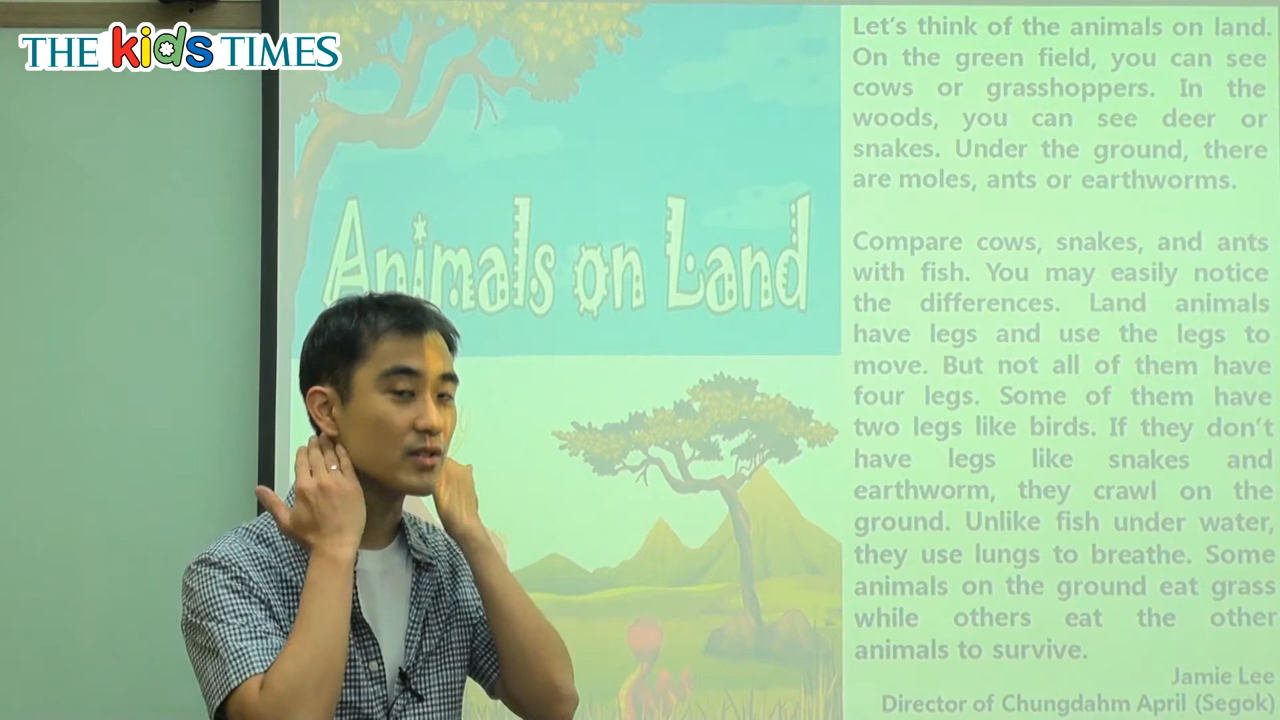 THE kids TIMES
Animals on Land
Let's think of the animals on land.
On the green field, you can see
cows or grasshoppers. In the
woods, you can see deer or
snakes. Under the ground, there
are moles, ants or earthworms.
Compare cows, snakes, and ants
with fish. You may easily notice
the differences. Land animals
have legs and use the legs to
move. But not all of them have
four legs. Some of them have
two legs like birds. If they don't
have legs like snakes and
earthworm, they crawl on the
ground. Unlike fish under water,
they use lungs to breathe. Some
animals on the ground eat grass
while others eat the other
animals to survive.
Jamie Lee
Director of Chungdahm April (Segok)